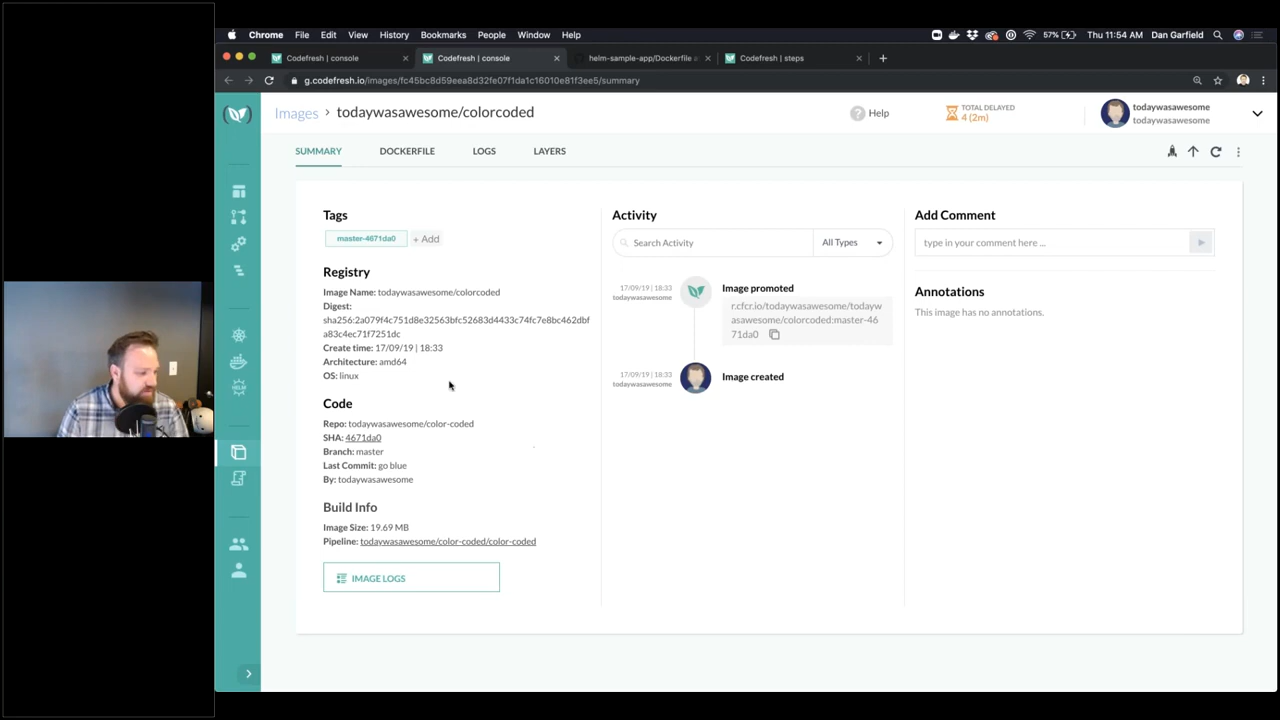 Chrome File Edit View History Bookmarks People Window Help 57% Thu 11:54 AM Dan Garfield
Codefresh | console
Codefresh | console
helm-sample-app/Dockerfile
Codefresh | steps
g.codefresh.io/images/fc45bc8d59eea8d32fe07f1da1c16010e81f3ee5/summary
Images > todaywasawesome/colorcoded
Help
TOTAL DELAYED
4 (2m)
todaywasawesome
todaywasawesome
SUMMARY DOCKERFILE LOGS LAYERS
Tags
master-4671da0 + Add
Registry
Image Name: todaywasawesome/colorcoded
Digest:
sha256:2a079f4c751d8e32563bfc52683d4433c74fc7e8bc462dbf
a83c4ec71f7251dc
Create time: 17/09/19 | 18:33
Architecture: amd64
OS: linux
Code
Repo: todaywasawesome/color-coded
SHA: 4671da0
Branch: master
Last Commit: go blue
By: todaywasawesome
Build Info
Image Size: 19.69 MB
Pipeline: todaywasawesome/color-coded/color-coded
IMAGE LOGS
Activity
Search Activity All Types
17/09/19 | 18:33
todaywasawesome
Image promoted
r.cfcr.io/todaywasawesome/todayw
asawesome/colorcoded:master-46
71da0
17/09/19 | 18:33
todaywasawesome
Image created
Add Comment
type in your comment here ...
Annotations
This image has no annotations.
HELM